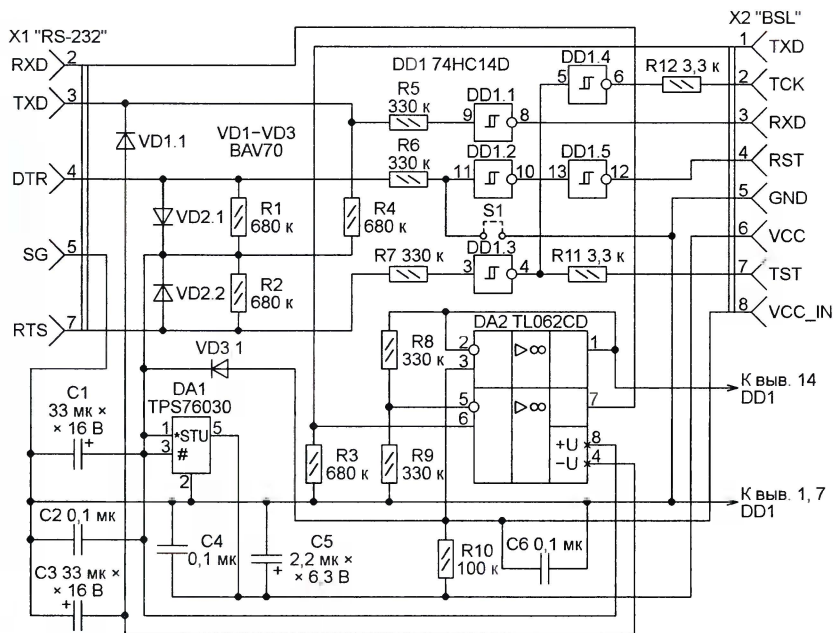 X1 "RS-232"
X2 "BSL"
RXD 2
TXD 3
DTR 4
SG 5
RTS 7
1 TXD
2 TCK
3 RXD
4 RST
5 GND
6 VCC
7 TST
8 VCC_IN
DD1 74HC14D
DD1.4
5 6
R12 3,3 к
VD1.1
VD1–VD3
BAV70
R5
330 к
DD1.1
9 8
R6
330 к
DD1.2
11 10
DD1.5
13 12
S1
VD2.1
R1
680 к
R4
680 к
R7 330 к
DD1.3
3 4
R11 3,3 к
VD2.2
R2
680 к
VD3 1
DA2 TL062CD
R8
330 к
2
3
▷∞
1
5
6
▷∞
7
+U 8
–U 4
К выв. 14
DD1
C1
33 мк ×
× 16 В
+
DA1
TPS76030
1 *STU 5
3 #
2
R3
680 к
R9
330 к
К выв. 1, 7
DD1
C2 0,1 мк
C3 33 мк ×
× 16 В
+
C4
0,1 мк
C5
2,2 мк ×
× 6,3 В
+
R10
100 к
C6 0,1 мк